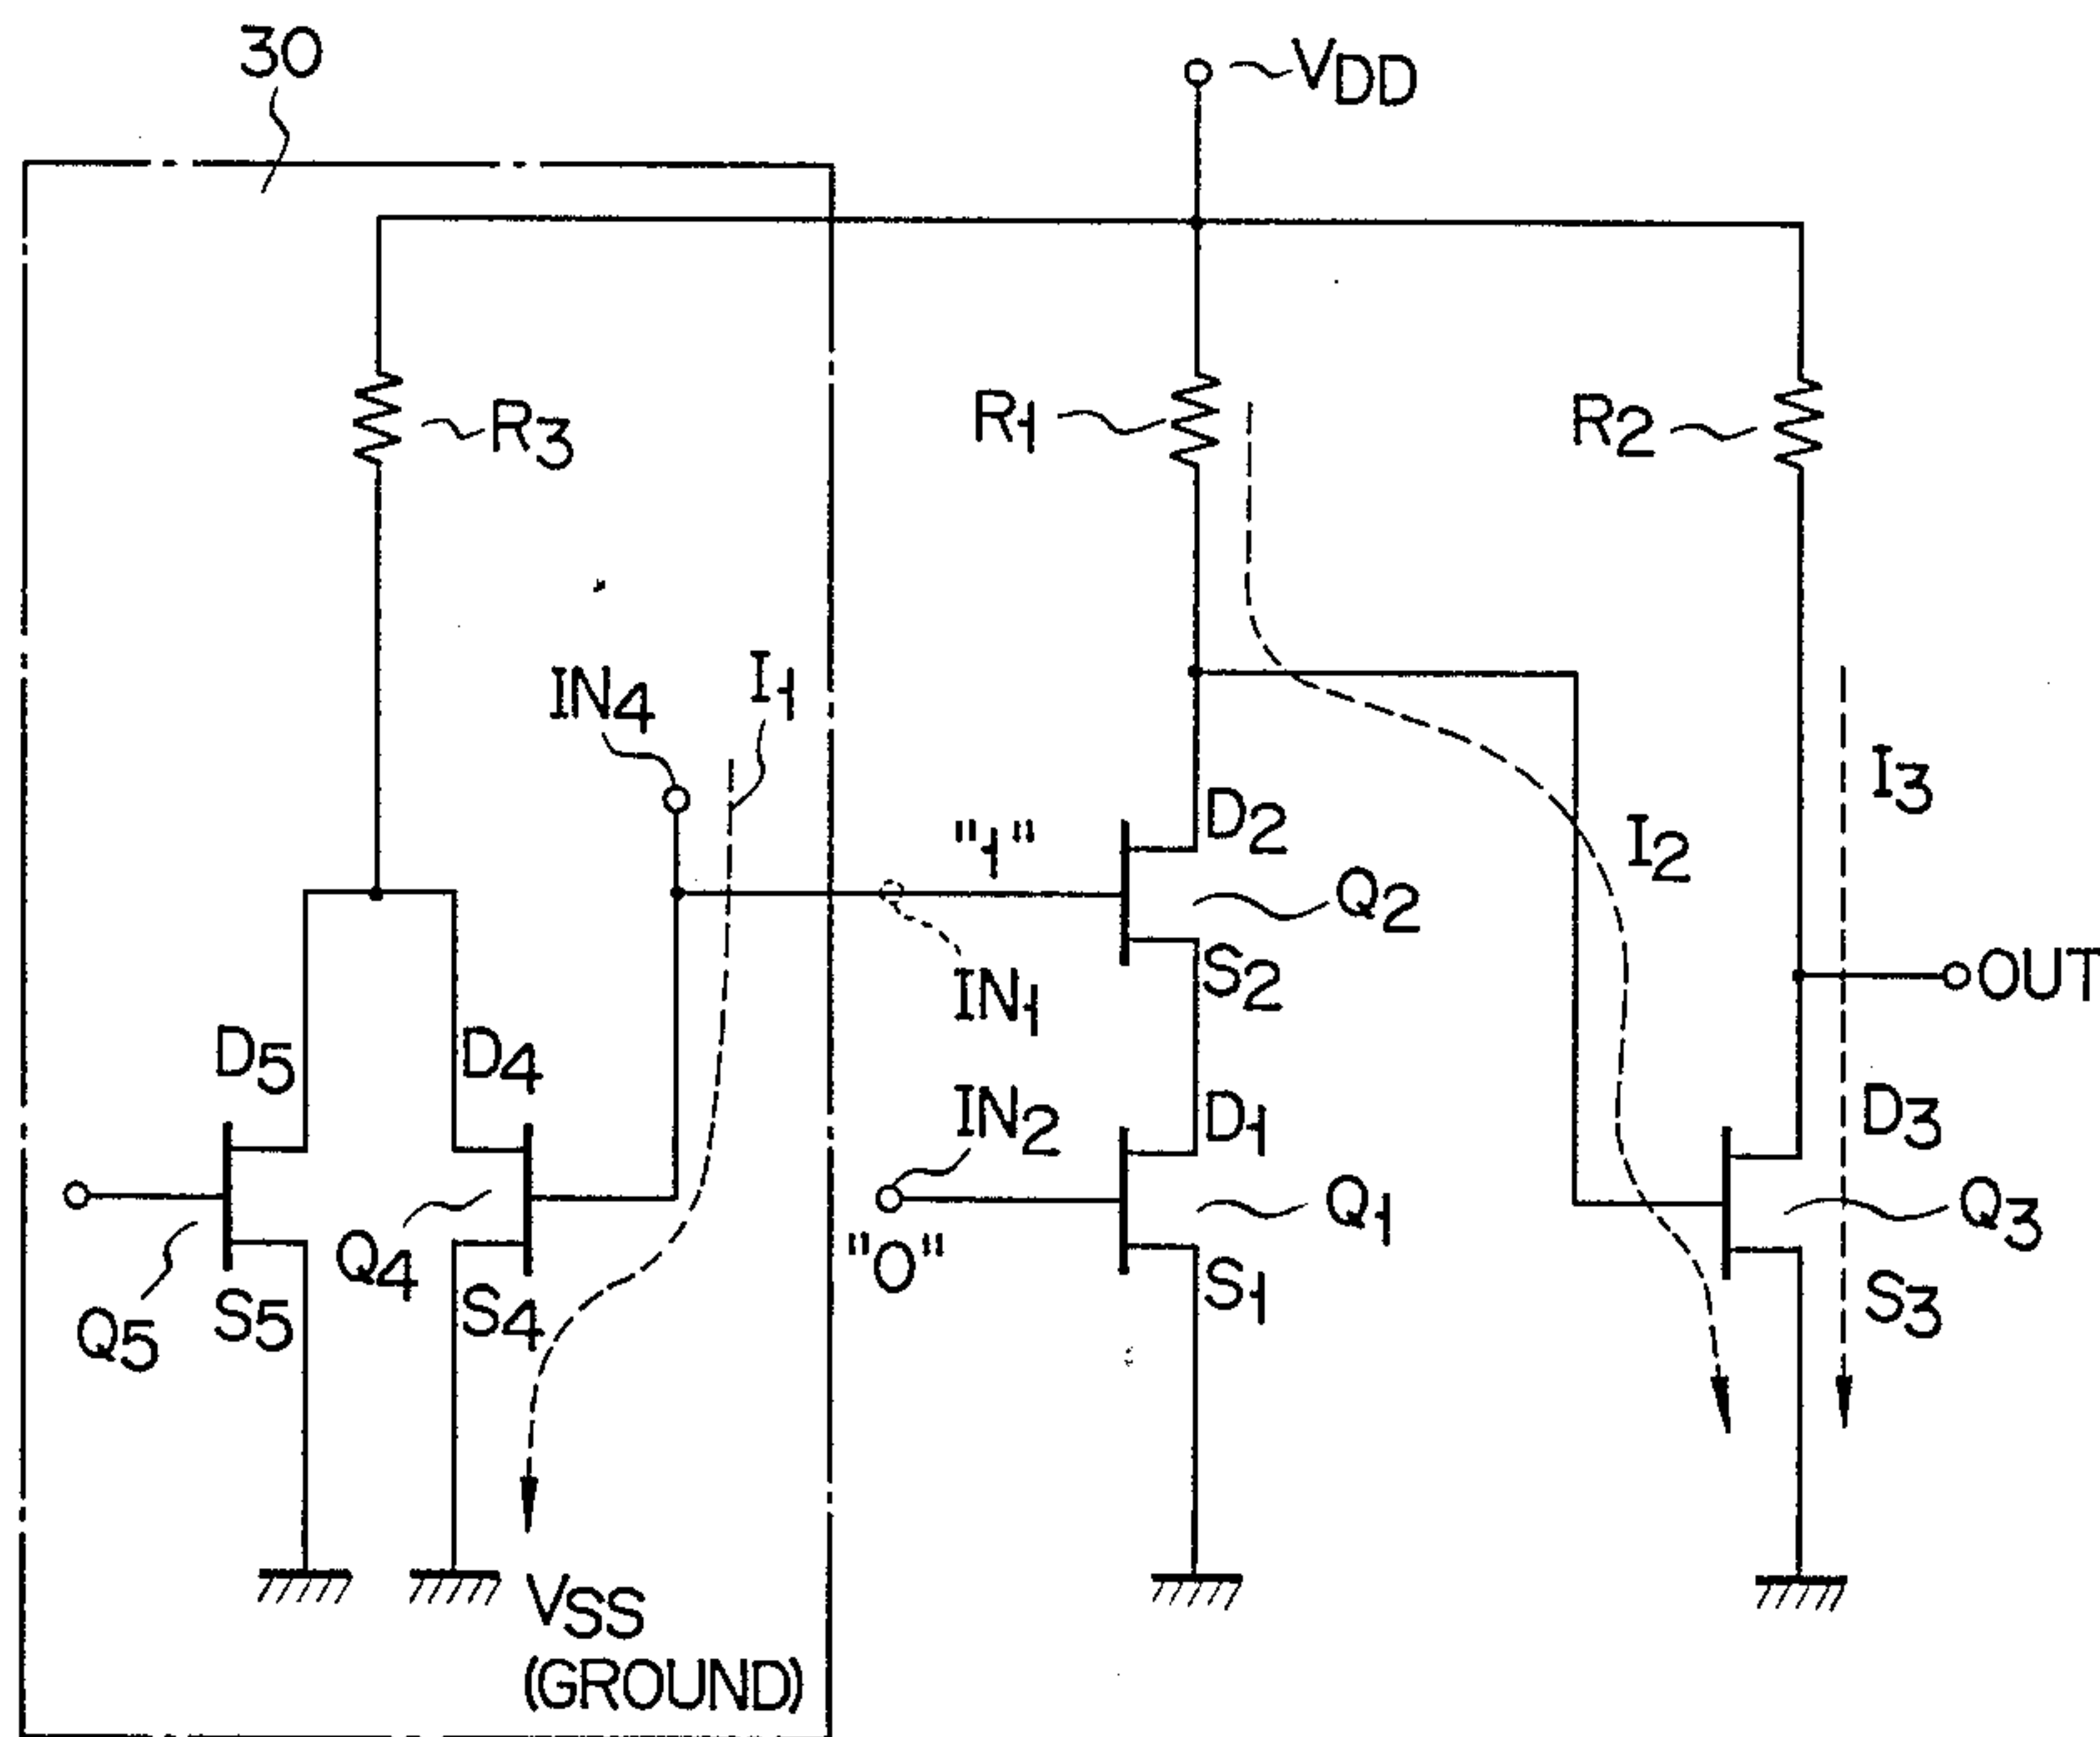 30
VDD
R3
R1
R2
IN4
I1
I3
"1"
D2
I2
Q2
IN1
S2
OUT
D5
D4
IN2
D1
D3
Q4
"0"
Q1
Q3
Q5
S5
S4
S1
S3
VSS
(GROUND)